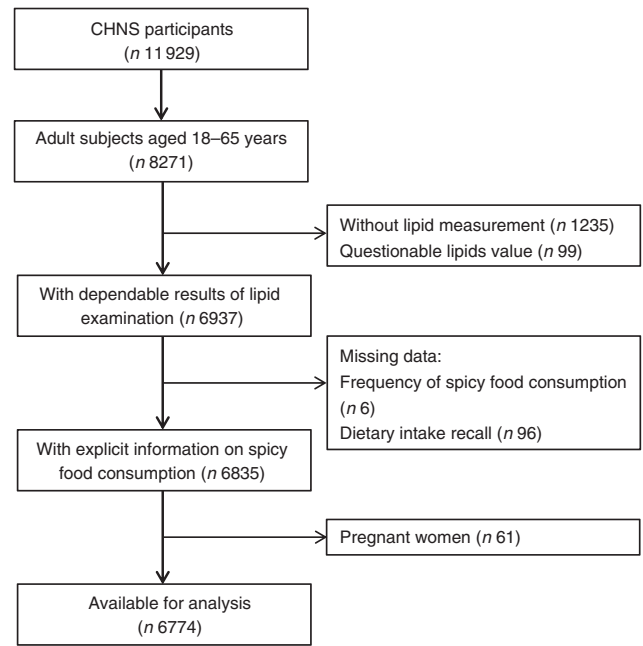 CHNS participants
(n 11 929)
Adult subjects aged 18–65 years
(n 8271)
Without lipid measurement (n 1235)
Questionable lipids value (n 99)
With dependable results of lipid
examination (n 6937)
Missing data:
Frequency of spicy food consumption
(n 6)
Dietary intake recall (n 96)
With explicit information on spicy
food consumption (n 6835)
Pregnant women (n 61)
Available for analysis
(n 6774)